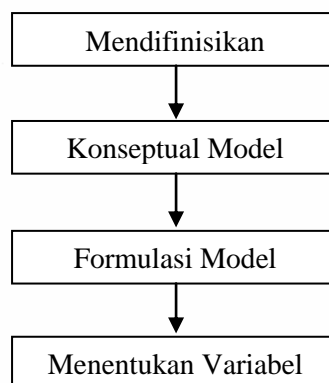 Mendifinisikan
Konseptual Model
Formulasi Model
Menentukan Variabel